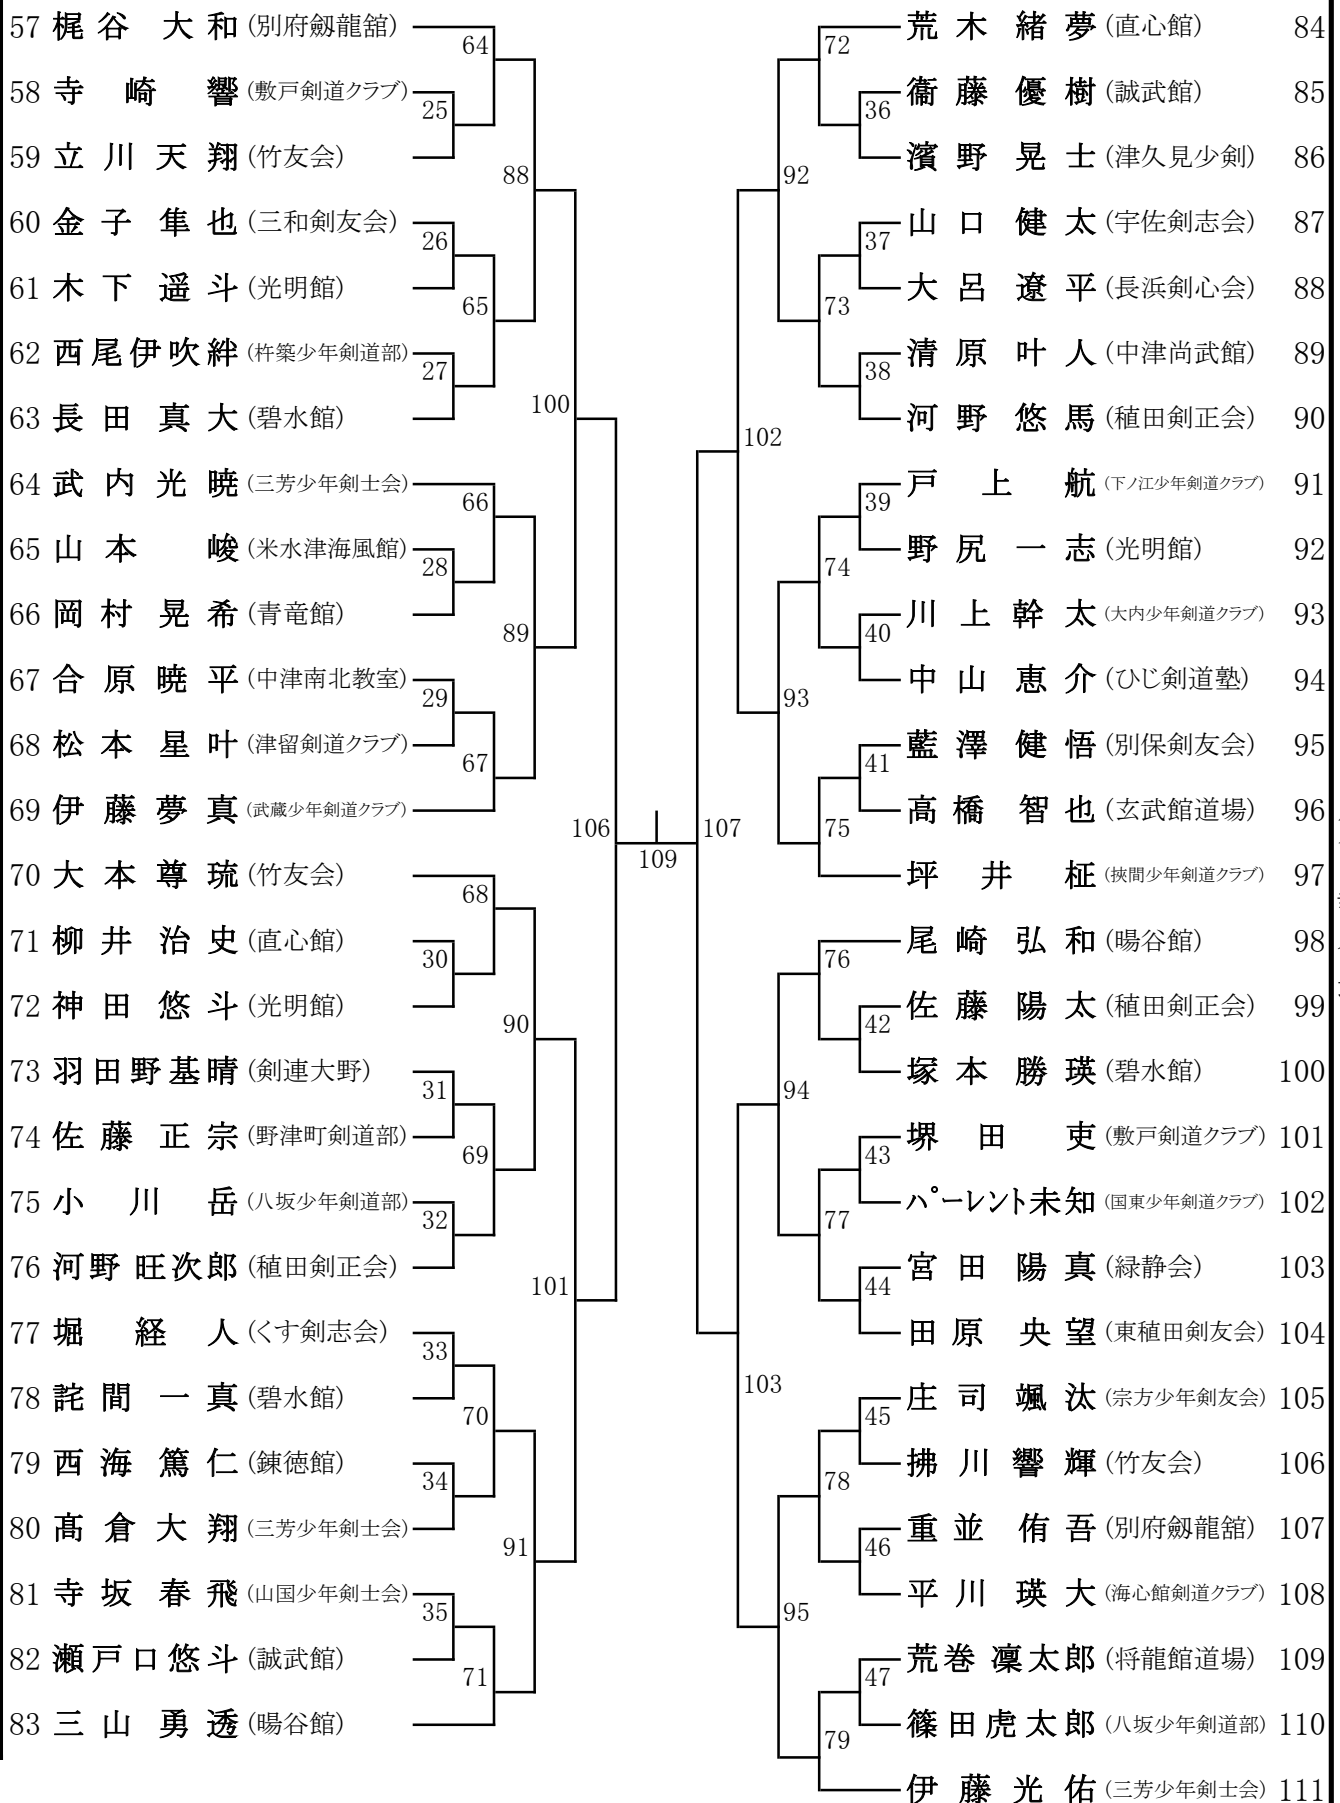 57 梶谷 大和 (別府劔龍舘)
58 寺 崎 響 (敷戸剣道クラブ)
59 立川天翔 (竹友会)
60 金子 隼也 (三和剣友会)
61 木下 遥斗 (光明館)
62 西尾伊吹絆 (杵築少年剣道部)
63 長田 真大 (碧水館)
64 武内光暁 (三芳少年剣士会)
65 山本 峻 (米水津海風館)
66 岡村 晃希 (青竜館)
67 合原 暁平 (中津南北教室)
68 松本 星叶 (津留剣道クラブ)
69 伊藤夢真 (武蔵少年剣道クラブ)
70 大本尊琉 (竹友会)
71 柳井 治史 (直心館)
72 神田 悠斗 (光明館)
73 羽田野基晴 (剣連大野)
74 佐藤 正宗 (野津町剣道部)
75 小 川 岳 (八坂少年剣道部)
76 河野 旺次郎 (稙田剣正会)
77 堀 経 人 (くす剣志会)
78 詫間 一真 (碧水館)
79 西海 篤仁 (錬徳館)
80 髙倉大翔 (三芳少年剣士会)
81 寺坂 春飛 (山国少年剣士会)
82 瀬戸口悠斗 (誠武館)
83 三山 勇透 (暘谷館)
64
25
88
26
65
27
100
66
28
89
29
67
106
68
30
90
31
69
32
101
33
70
34
91
35
71
109
107
72
36
92
37
73
38
102
39
74
40
93
41
75
76
42
94
43
77
44
103
45
78
46
95
47
79
荒木 緒夢 (直心館) 84
衞藤 優樹 (誠武館) 85
濱野 晃士 (津久見少剣) 86
山口 健太 (宇佐剣志会) 87
大呂 遼平 (長浜剣心会) 88
清原 叶人 (中津尚武館) 89
河野 悠馬 (稙田剣正会) 90
戸 上 航 (下ノ江少年剣道クラブ) 91
野尻 一志 (光明館) 92
川上幹太 (大内少年剣道クラブ) 93
中山 恵介 (ひじ剣道塾) 94
藍澤 健悟 (別保剣友会) 95
高橋 智也 (玄武館道場) 96
坪 井 柾 (挾間少年剣道クラブ) 97
尾崎 弘和 (暘谷館) 98
佐藤 陽太 (稙田剣正会) 99
塚本 勝瑛 (碧水館) 100
堺 田 吏 (敷戸剣道クラブ) 101
パーレント未知 (国東少年剣道クラブ) 102
宮田 陽真 (緑静会) 103
田原 央望 (東稙田剣友会) 104
庄司 颯汰 (宗方少年剣友会) 105
拂川響輝 (竹友会) 106
重並 侑吾 (別府劔龍舘) 107
平川 瑛大 (海心館剣道クラブ) 108
荒巻 凜太郎 (将龍館道場) 109
篠田虎太郎 (八坂少年剣道部) 110
伊藤光佑 (三芳少年剣士会) 111